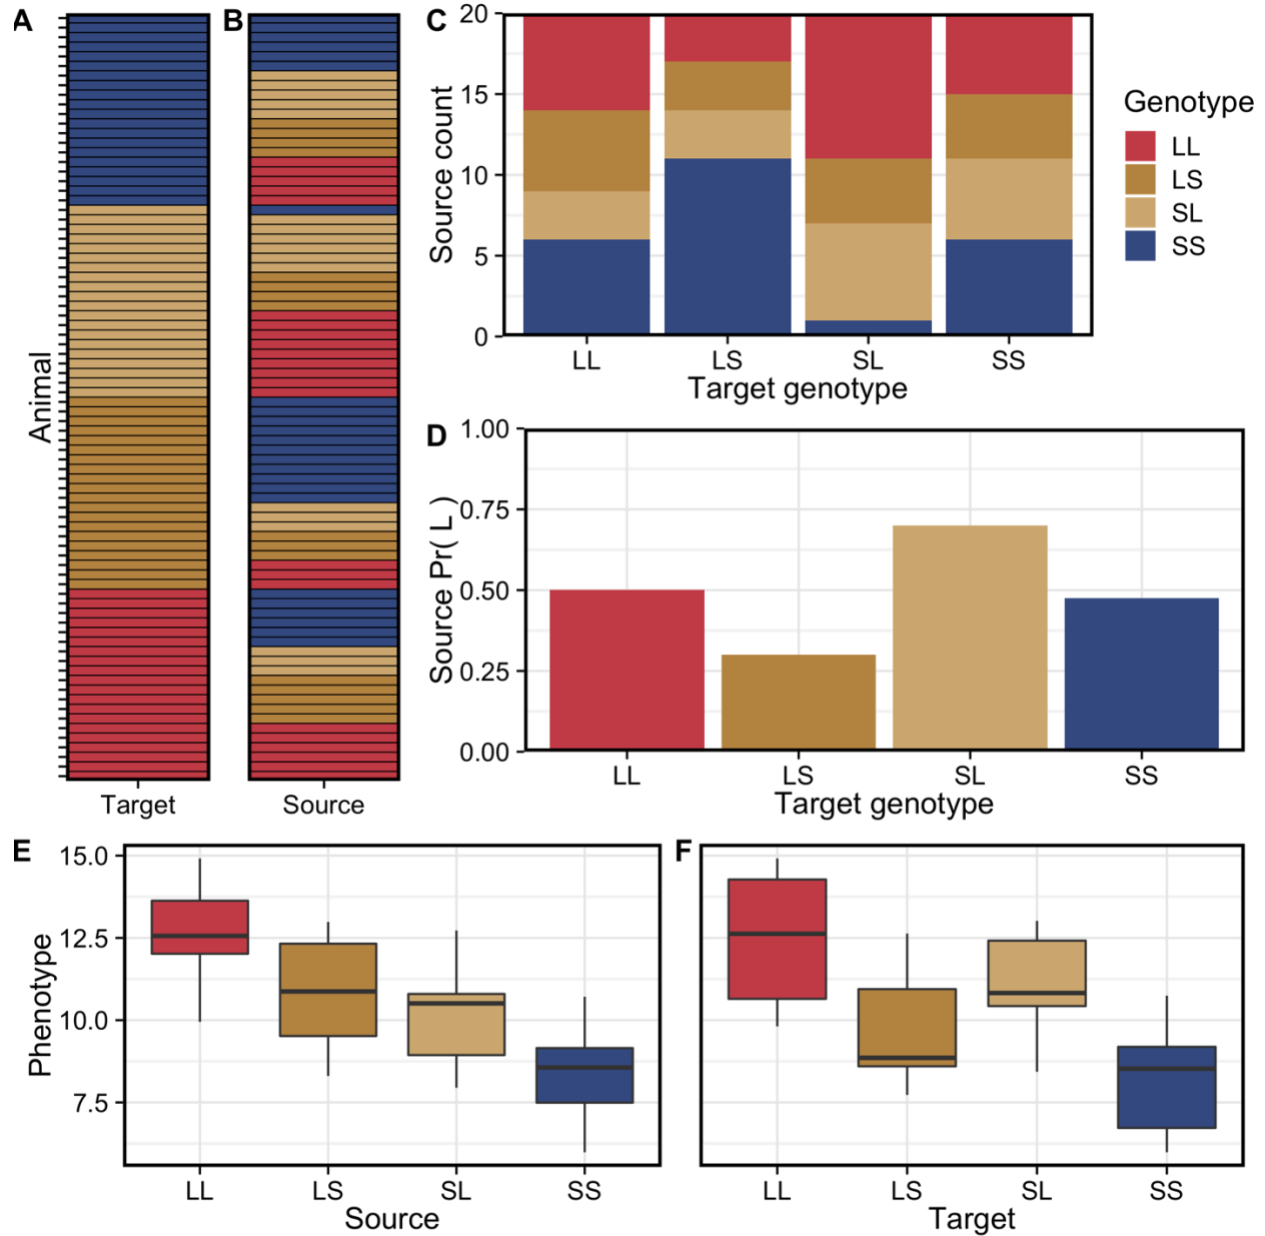 A
B
Animal
Target
Source
C
20
15
10
5
0
Source count
LL
LS
SL
SS
Target genotype
Genotype
LL
LS
SL
SS
D
1.00
0.75
0.50
0.25
0.00
Source Pr( L )
LL
LS
SL
SS
Target genotype
E
15.0
12.5
10.0
7.5
Phenotype
LL
LS
SL
SS
Source
F
LL
LS
SL
SS
Target